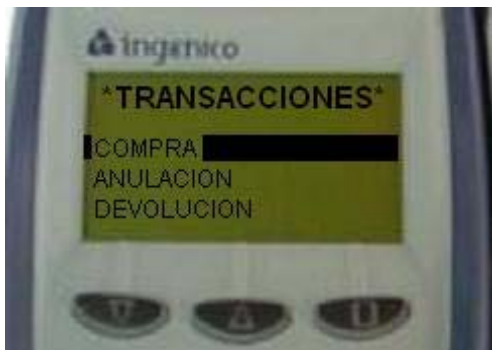 ingenico
*TRANSACCIONES*
COMPRA
ANULACION
DEVOLUCION